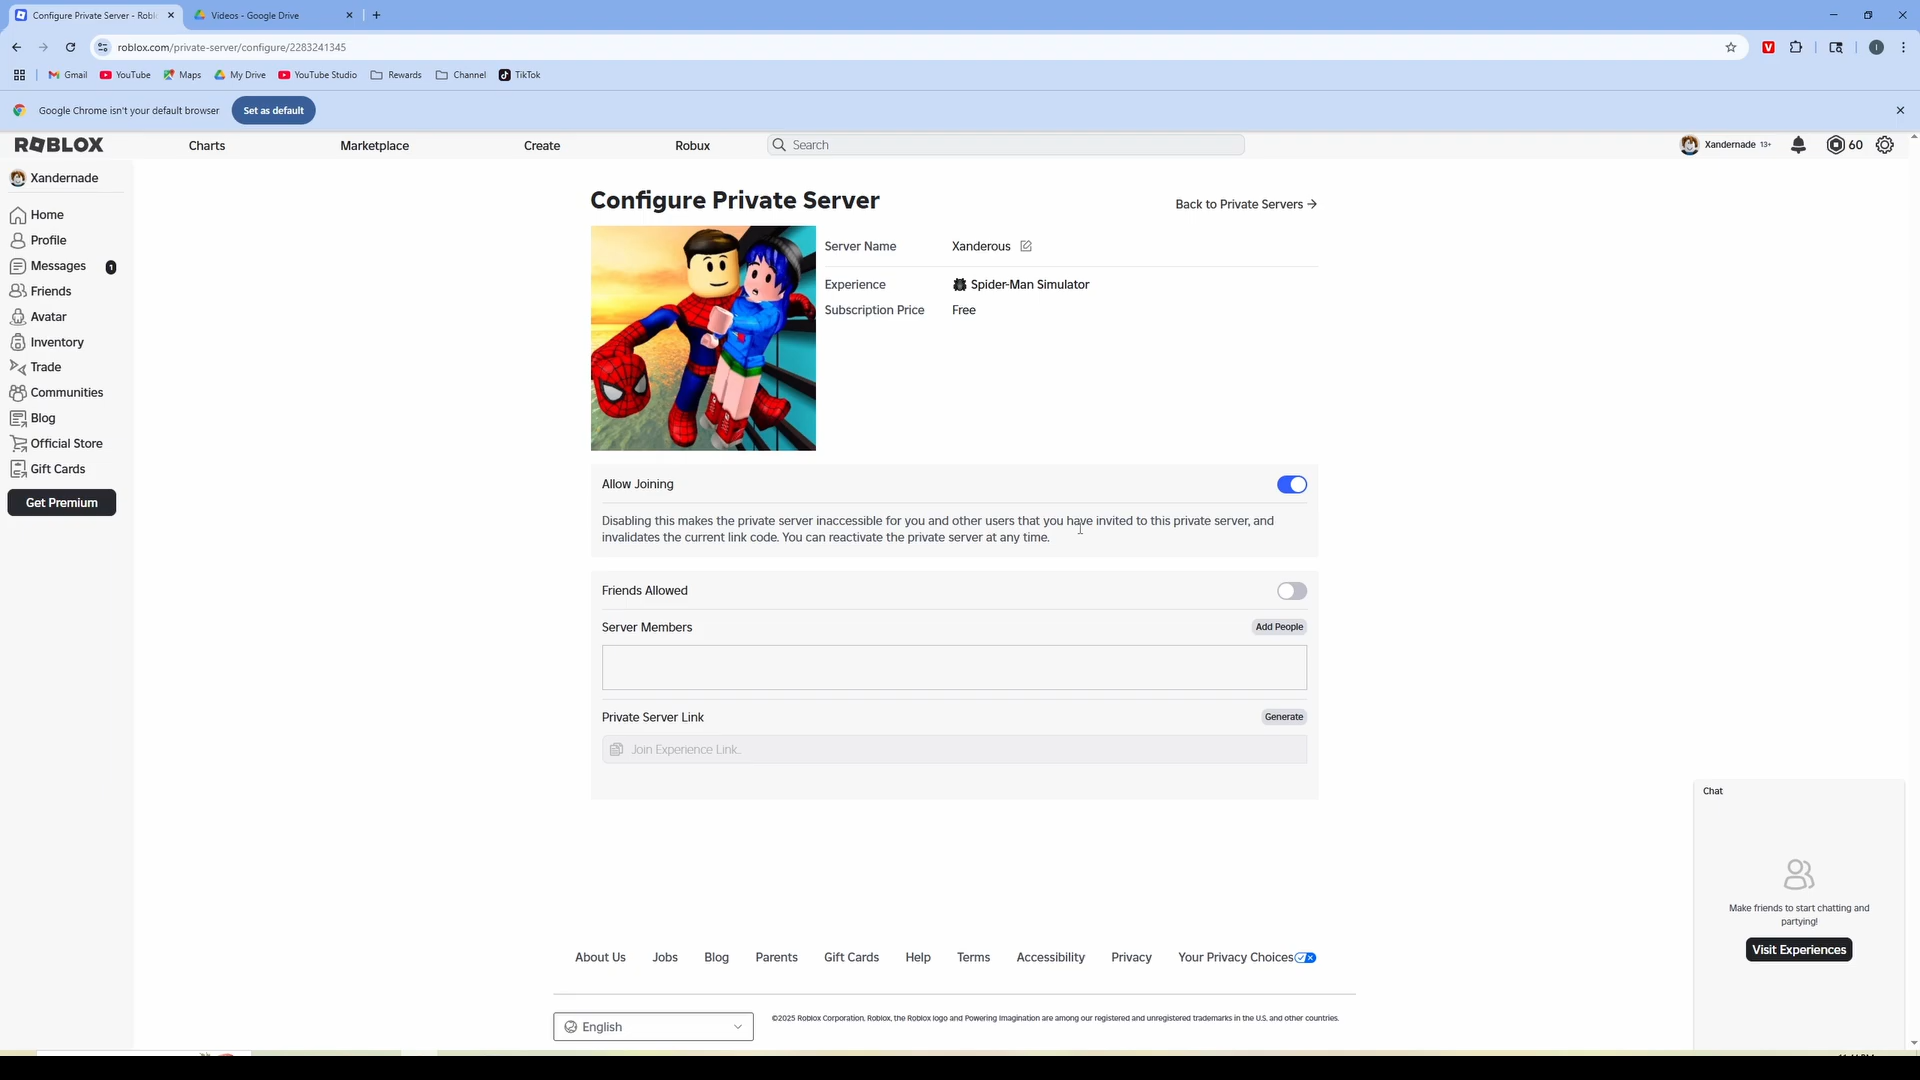 Configure Private Server - Robl
Videos - Google Drive
roblox.com/private-server/configure/2283241345
Gmail
YouTube
Maps
My Drive
YouTube Studio
Rewards
Channel
TikTok
Google Chrome isn't your default browser
Set as default
ROBLOX
Charts
Marketplace
Create
Robux
Search
Xandernade 13+
60
Xandernade
Home
Profile
Messages
1
Friends
Avatar
Inventory
Trade
Communities
Blog
Official Store
Gift Cards
Get Premium
Configure Private Server
Back to Private Servers →
Server Name
Xanderous
Experience
Spider-Man Simulator
Subscription Price
Free
Allow Joining
Disabling this makes the private server inaccessible for you and other users that you have invited to this private server, and
invalidates the current link code. You can reactivate the private server at any time.
Friends Allowed
Server Members
Add People
Private Server Link
Generate
Join Experience Link..
Chat
Make friends to start chatting and
partying!
Visit Experiences
About Us
Jobs
Blog
Parents
Gift Cards
Help
Terms
Accessibility
Privacy
Your Privacy Choices
English
©2025 Roblox Corporation, Roblox, the Roblox logo and Powering Imagination are among our registered and unregistered trademarks in the U.S. and other countries.